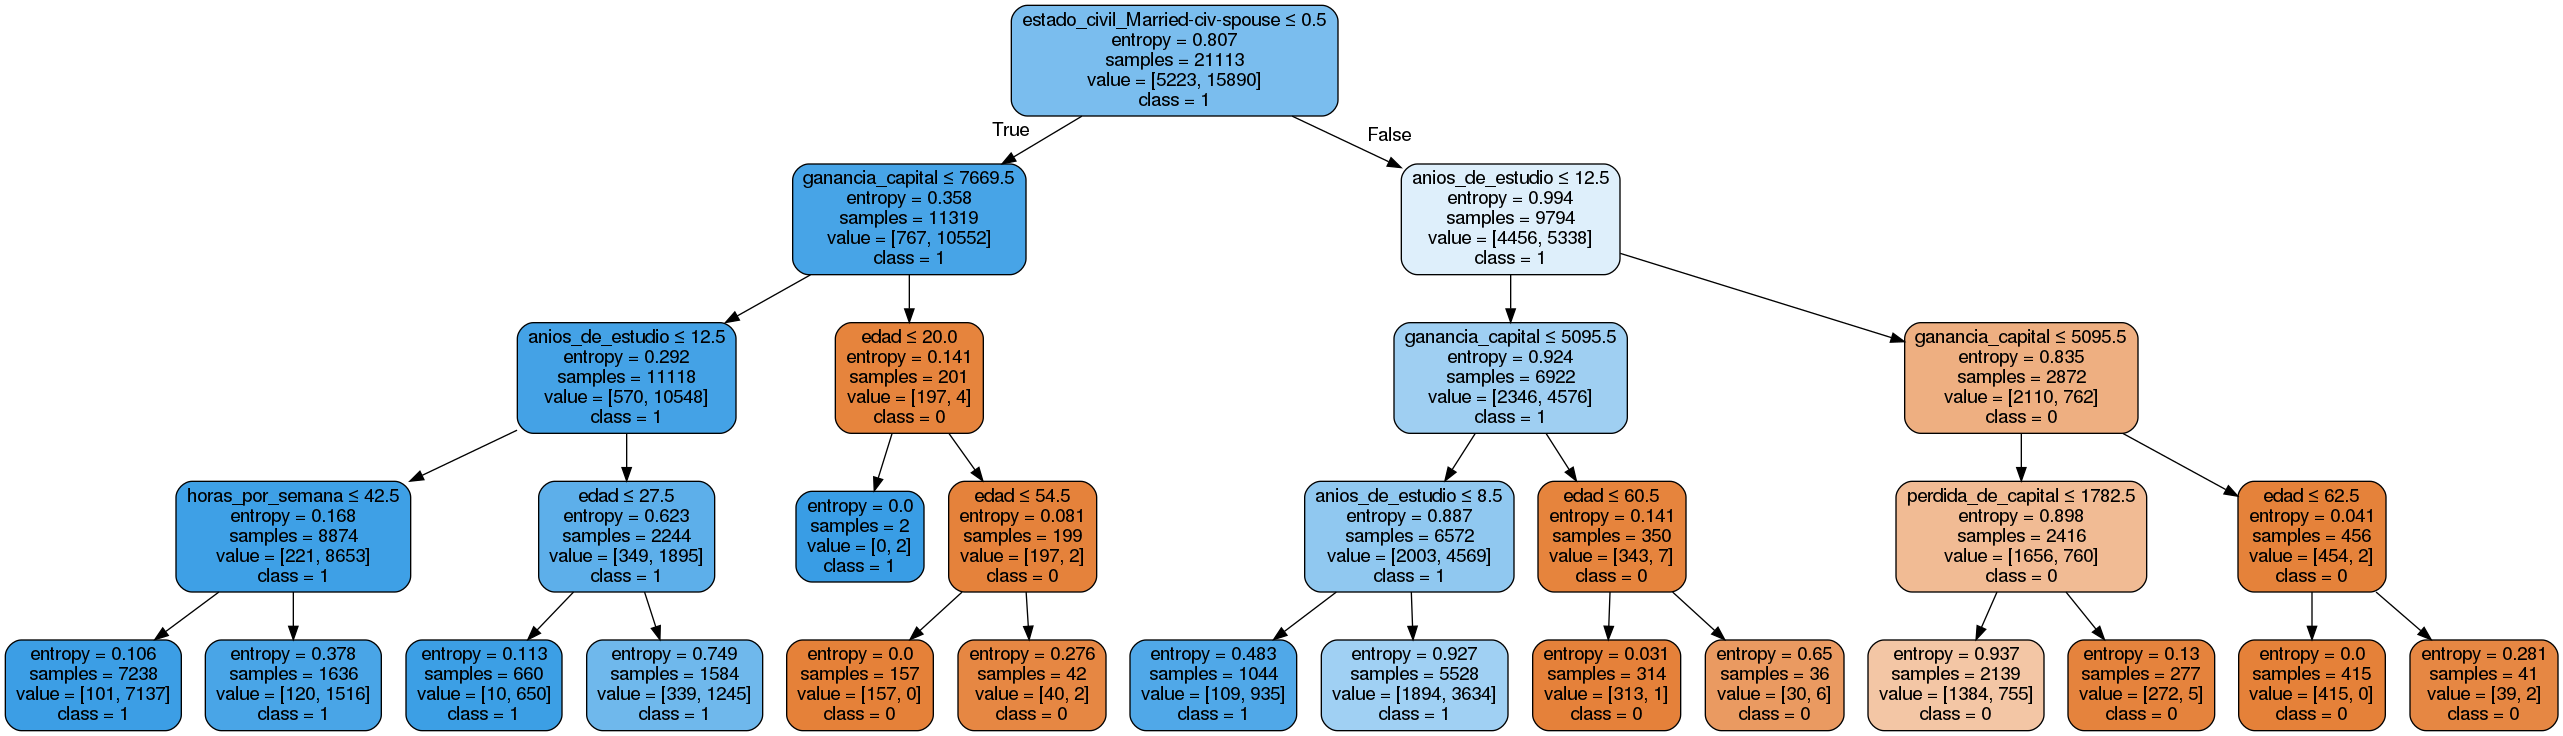 estado_civil_Married-civ-spouse ≤ 0.5
entropy = 0.807
samples = 21113
value = [5223, 15890]
class = 1
True
False
ganancia_capital ≤ 7669.5
entropy = 0.358
samples = 11319
value = [767, 10552]
class = 1
anios_de_estudio ≤ 12.5
entropy = 0.994
samples = 9794
value = [4456, 5338]
class = 1
anios_de_estudio ≤ 12.5
entropy = 0.292
samples = 11118
value = [570, 10548]
class = 1
edad ≤ 20.0
entropy = 0.141
samples = 201
value = [197, 4]
class = 0
ganancia_capital ≤ 5095.5
entropy = 0.924
samples = 6922
value = [2346, 4576]
class = 1
ganancia_capital ≤ 5095.5
entropy = 0.835
samples = 2872
value = [2110, 762]
class = 0
horas_por_semana ≤ 42.5
entropy = 0.168
samples = 8874
value = [221, 8653]
class = 1
edad ≤ 27.5
entropy = 0.623
samples = 2244
value = [349, 1895]
class = 1
entropy = 0.0
samples = 2
value = [0, 2]
class = 1
edad ≤ 54.5
entropy = 0.081
samples = 199
value = [197, 2]
class = 0
anios_de_estudio ≤ 8.5
entropy = 0.887
samples = 6572
value = [2003, 4569]
class = 1
edad ≤ 60.5
entropy = 0.141
samples = 350
value = [343, 7]
class = 0
perdida_de_capital ≤ 1782.5
entropy = 0.898
samples = 2416
value = [1656, 760]
class = 0
edad ≤ 62.5
entropy = 0.041
samples = 456
value = [454, 2]
class = 0
entropy = 0.106
samples = 7238
value = [101, 7137]
class = 1
entropy = 0.378
samples = 1636
value = [120, 1516]
class = 1
entropy = 0.113
samples = 660
value = [10, 650]
class = 1
entropy = 0.749
samples = 1584
value = [339, 1245]
class = 1
entropy = 0.0
samples = 157
value = [157, 0]
class = 0
entropy = 0.276
samples = 42
value = [40, 2]
class = 0
entropy = 0.483
samples = 1044
value = [109, 935]
class = 1
entropy = 0.927
samples = 5528
value = [1894, 3634]
class = 1
entropy = 0.031
samples = 314
value = [313, 1]
class = 0
entropy = 0.65
samples = 36
value = [30, 6]
class = 0
entropy = 0.937
samples = 2139
value = [1384, 755]
class = 0
entropy = 0.13
samples = 277
value = [272, 5]
class = 0
entropy = 0.0
samples = 415
value = [415, 0]
class = 0
entropy = 0.281
samples = 41
value = [39, 2]
class = 0